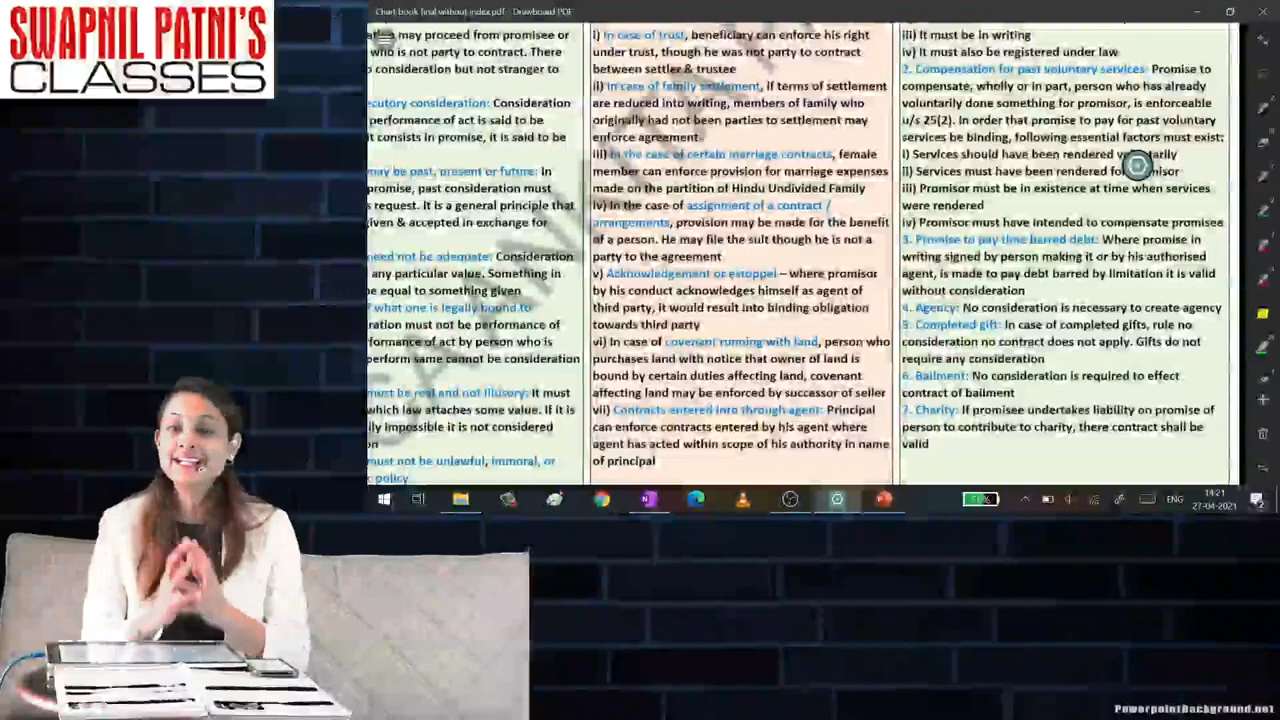 SWAPNIL PATNI'S
CLASSES
Chart book final without index.pdf - Drawboard PDF
may proceed from promisee or
who is not party to contract. There
consideration but not stranger to
ecutory consideration: Consideration
performance of act is said to be
it consists in promise, it is said to be
may be past, present or future: In
promise, past consideration must
s request. It is a general principle that
given & accepted in exchange for
need not be adequate: Consideration
any particular value. Something in
be equal to something given
f what one is legally bound to
ration must not be performance of
formance of act by person who is
perform same cannot be consideration
must be real and not illusory: It must
which law attaches some value. If it is
lly impossible it is not considered
on
must not be unlawful, immoral, or
policy
i) In case of trust, beneficiary can enforce his right
under trust, though he was not party to contract
between settler & trustee
ii) In case of family settlement, if terms of settlement
are reduced into writing, members of family who
originally had not been parties to settlement may
enforce agreement
iii) In the case of certain marriage contracts, female
member can enforce provision for marriage expenses
made on the partition of Hindu Undivided Family
iv) In the case of assignment of a contract /
arrangements, provision may be made for the benefit
of a person. He may file the suit though he is not a
party to the agreement
v) Acknowledgement or estoppel – where promisor
by his conduct acknowledges himself as agent of
third party, it would result into binding obligation
towards third party
vi) In case of covenant running with land, person who
purchases land with notice that owner of land is
bound by certain duties affecting land, covenant
affecting land may be enforced by successor of seller
vii) Contracts entered into through agent: Principal
can enforce contracts entered by his agent where
agent has acted within scope of his authority in name
of principal
iii) It must be in writing
iv) It must also be registered under law
2. Compensation for past voluntary services: Promise to
compensate, wholly or in part, person who has already
voluntarily done something for promisor, is enforceable
u/s 25(2). In order that promise to pay for past voluntary
services be binding, following essential factors must exist:
i) Services should have been rendered
ii) Services must have been rendered
iii) Promisor must be in existence at time when services
were rendered
iv) Promisor must have intended to compensate promisee
3. Promise to pay time barred debt: Where promise in
writing signed by person making it or by his authorised
agent, is made to pay debt barred by limitation it is valid
without consideration
4. Agency: No consideration is necessary to create agency
5. Completed gift: In case of completed gifts, rule no
consideration no contract does not apply. Gifts do not
require any consideration
6. Bailment: No consideration is required to effect
contract of bailment
7. Charity: If promisee undertakes liability on promise of
person to contribute to charity, there contract shall be
valid
ENG
14:21
27-04-2021
PowerpointBackground.net